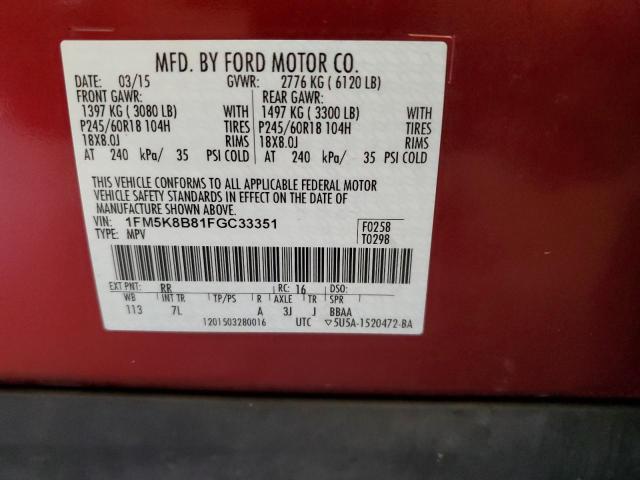 MFD. BY FORD MOTOR CO.
DATE: 03/15 GVWR: 2776 KG ( 6120 LB)
FRONT GAWR: REAR GAWR:
1397 KG ( 3080 LB) WITH 1497 KG ( 3300 LB) WITH
P245/60R18 104H TIRES P245/60R18 104H TIRES
18X8.0J RIMS 18X8.0J RIMS
AT 240 kPa/ 35 PSI COLD AT 240 kPa/ 35 PSI COLD
THIS VEHICLE CONFORMS TO ALL APPLICABLE FEDERAL MOTOR
VEHICLE SAFETY STANDARDS IN EFFECT ON THE DATE OF
MANUFACTURE SHOWN ABOVE.
VIN: 1FM5K8B81FGC33351 F0258
TYPE: MPV T0298
EXT PNT: RR RC: 16 DSO:
WB INT TR TP/PS R AXLE TR SPR
113 7L A 3J J BBAA
1201503280016 UTC ▽5U5A-1520472-BA